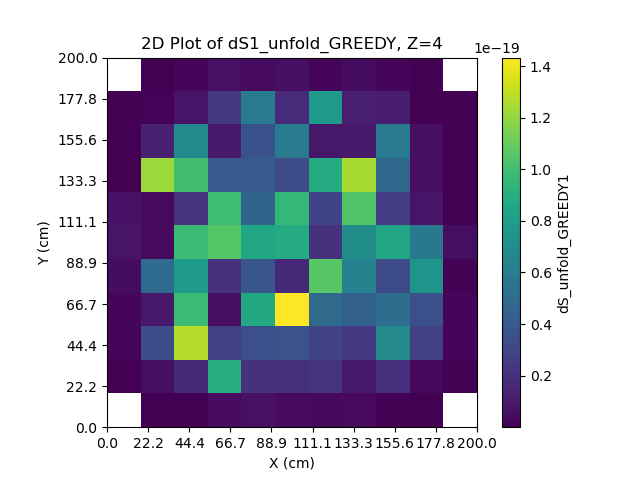 2D Plot of dS1_unfold_GREEDY, Z=4
1e−19
200.0
177.8
155.6
133.3
111.1
88.9
66.7
44.4
22.2
0.0
Y (cm)
0.0 22.2 44.4 66.7 88.9 111.1 133.3 155.6 177.8 200.0
X (cm)
1.4
1.2
1.0
0.8
0.6
0.4
0.2
dS_unfold_GREEDY1